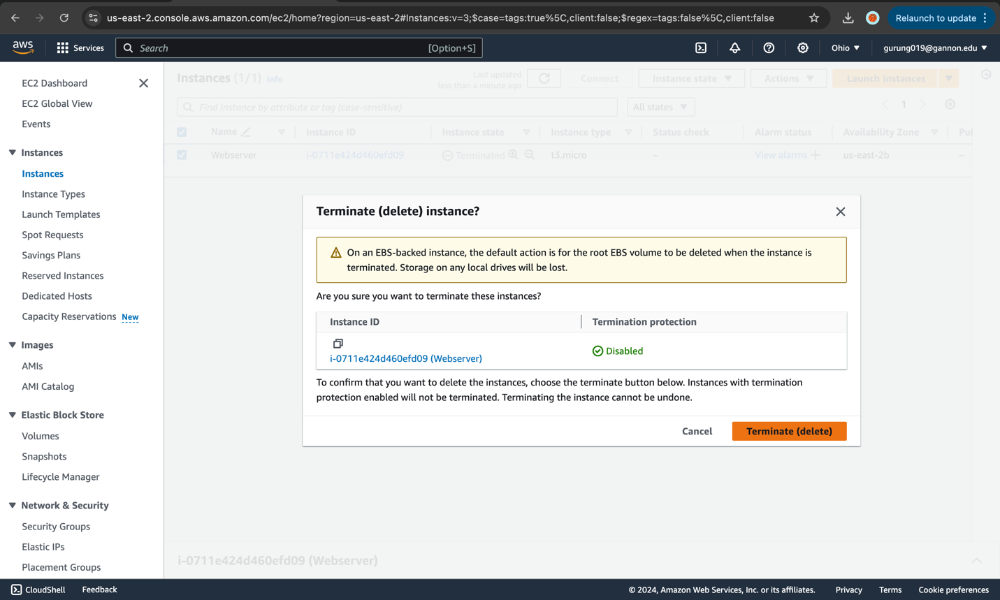 us-east-2.console.aws.amazon.com/ec2/home?region=us-east-2#Instances:v=3;$case=tags:true%5C,client:false;$regex=tags:false%5C,client:false
Relaunch to update
aws
Services
Search
[Option+S]
Ohio
gurung019@gannon.edu
EC2 Dashboard
EC2 Global View
Events
Instances
Instances
Instance Types
Launch Templates
Spot Requests
Savings Plans
Reserved Instances
Dedicated Hosts
Capacity Reservations New
Images
AMIs
AMI Catalog
Elastic Block Store
Volumes
Snapshots
Lifecycle Manager
Network & Security
Security Groups
Elastic IPs
Placement Groups
Instances (1/1) Info
Last updated
less than a minute ago
Connect
Instance state
Actions
Launch instances
Find Instance by attribute or tag (case-sensitive)
All states
1
Name Instance ID Instance state Instance type Status check Alarm status Availability Zone Pul
Webserver i-0711e424d460efd09 Terminated t3.micro – View alarms + us-east-2b –
Terminate (delete) instance?
On an EBS-backed instance, the default action is for the root EBS volume to be deleted when the instance is
terminated. Storage on any local drives will be lost.
Are you sure you want to terminate these instances?
Instance ID Termination protection
i-0711e424d460efd09 (Webserver)
Disabled
To confirm that you want to delete the instances, choose the terminate button below. Instances with termination
protection enabled will not be terminated. Terminating the instance cannot be undone.
Cancel
Terminate (delete)
i-0711e424d460efd09 (Webserver)
CloudShell
Feedback
© 2024, Amazon Web Services, Inc. or its affiliates.
Privacy
Terms
Cookie preferences